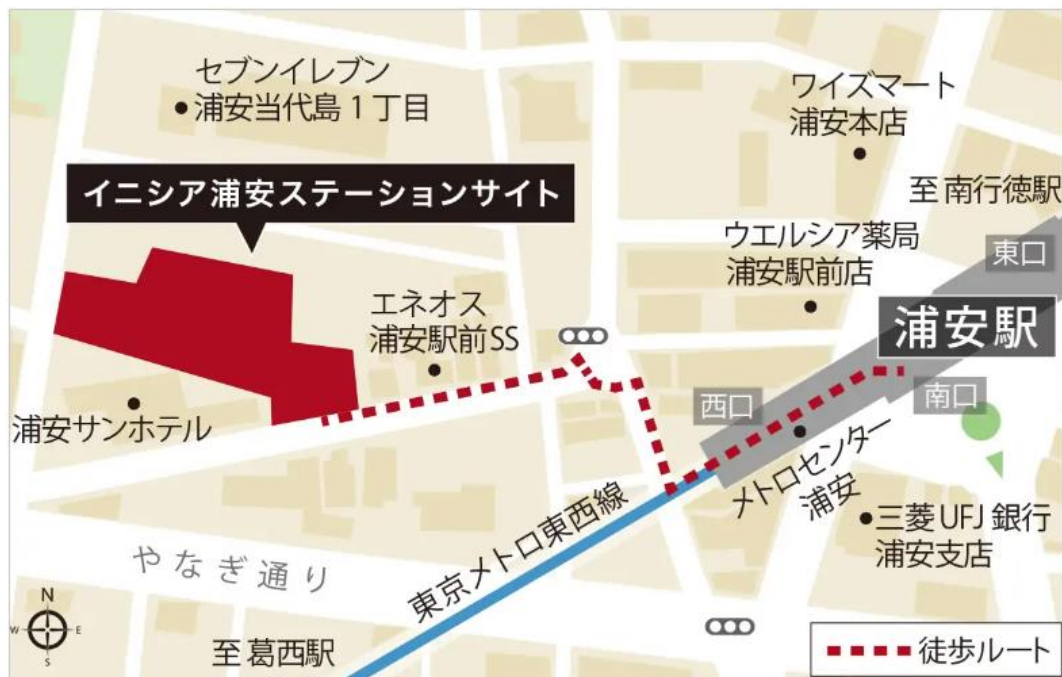 セブンイレブン
浦安当代島1丁目
ワイズマート
浦安本店
イニシア浦安ステーションサイト
至 南行徳駅
ウエルシア薬局
浦安駅前店
東口
エネオス
浦安駅前SS
浦安駅
西口
南口
浦安サンホテル
メトロセンター
浦安
三菱UFJ銀行
浦安支店
東京メトロ東西線
やなぎ通り
N
W
E
S
至 葛西駅
徒歩ルート